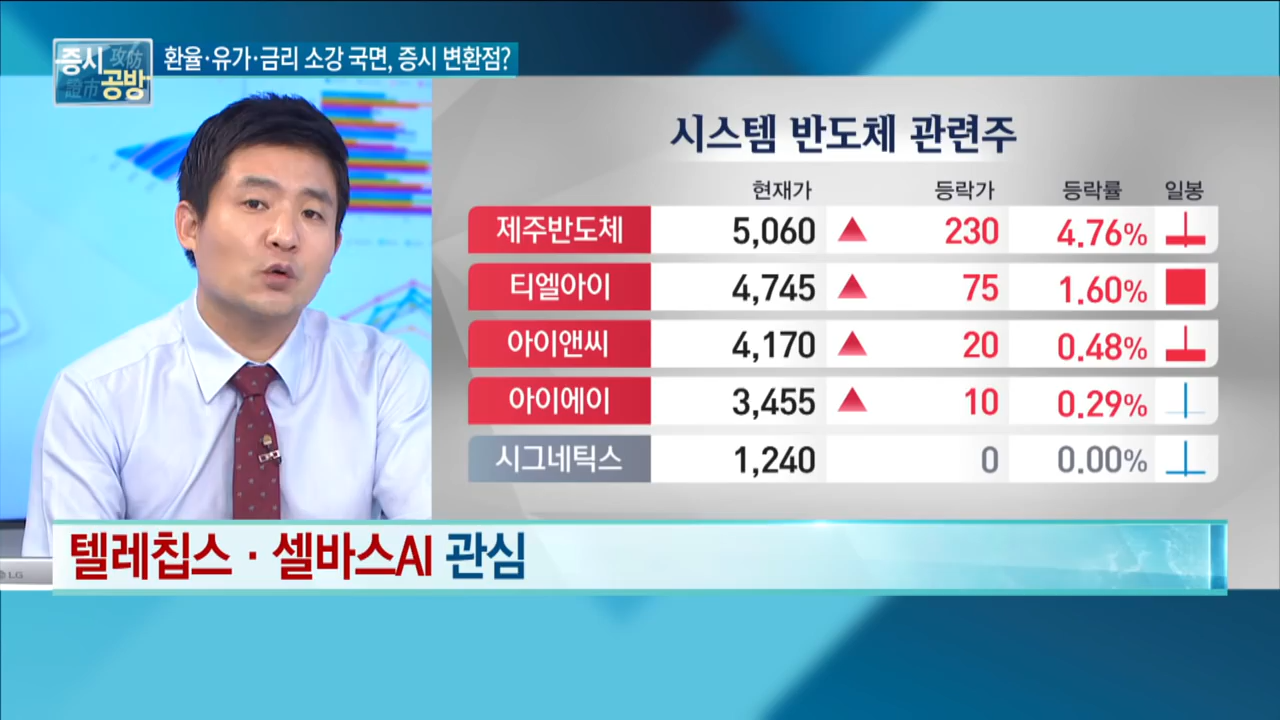 증시 攻防
證市 공방
환율·유가·금리 소강 국면, 증시 변환점?
시스템 반도체 관련주
현재가 등락가 등락률 일봉
제주반도체 5,060 ▲ 230 4.76%
티엘아이 4,745 ▲ 75 1.60%
아이앤씨 4,170 ▲ 20 0.48%
아이에이 3,455 ▲ 10 0.29%
시그네틱스 1,240 0 0.00%
텔레칩스·셀바스AI 관심
LG